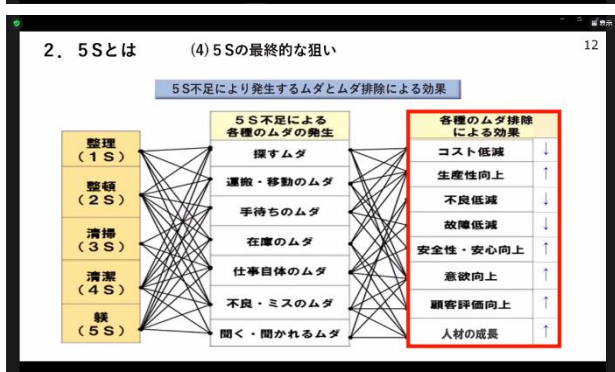 2. 5Sとは (4)5Sの最終的な狙い
12
5S不足により発生するムダとムダ排除による効果
整理
(1S)
整頓
(2S)
清掃
(3S)
清潔
(4S)
躾
(5S)
5S不足による
各種のムダの発生
探すムダ
運搬・移動のムダ
手待ちのムダ
在庫のムダ
仕事自体のムダ
不良・ミスのムダ
聞く・聞かれるムダ
各種のムダ排除
による効果
コスト低減 ↓
生産性向上 ↑
不良低減 ↓
故障低減 ↓
安全性・安心向上 ↑
意欲向上 ↑
顧客評価向上 ↑
人材の成長 ↑